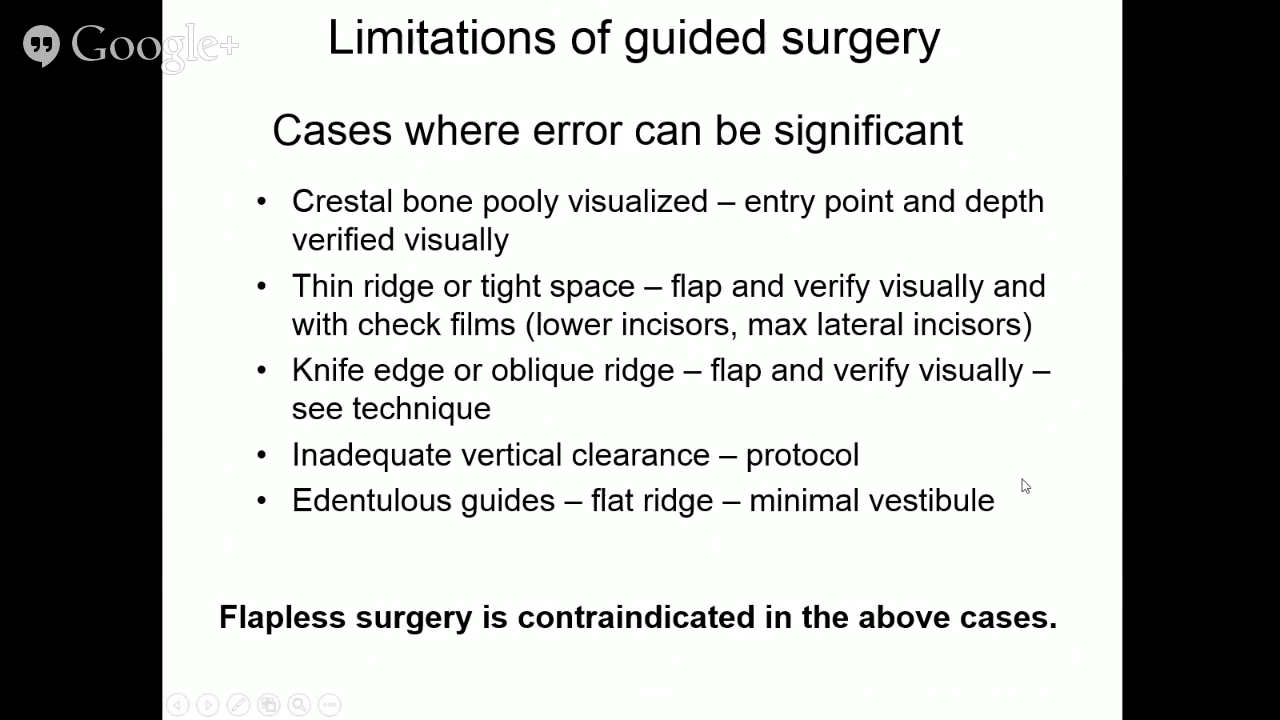 Google+
Limitations of guided surgery
Cases where error can be significant
• Crestal bone pooly visualized – entry point and depth
verified visually
• Thin ridge or tight space – flap and verify visually and
with check films (lower incisors, max lateral incisors)
• Knife edge or oblique ridge – flap and verify visually –
see technique
• Inadequate vertical clearance – protocol
• Edentulous guides – flat ridge – minimal vestibule
Flapless surgery is contraindicated in the above cases.